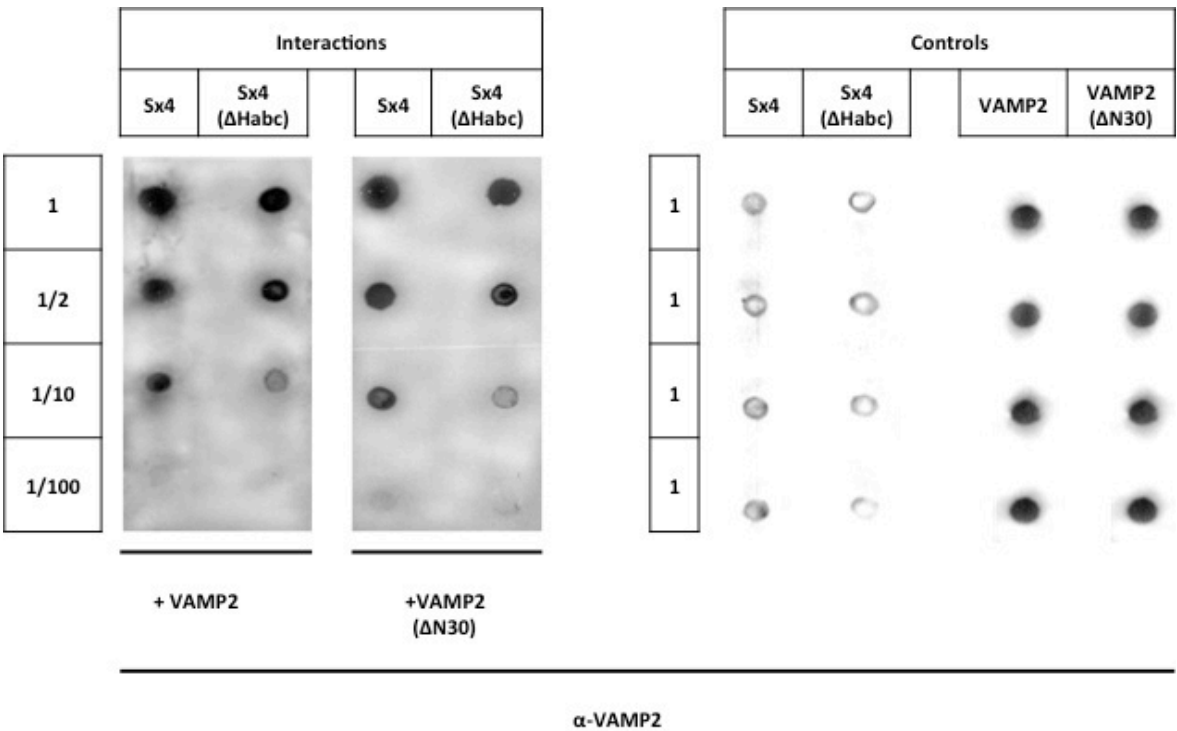 Interactions
Controls
Sx4
Sx4
(ΔHabc)
Sx4
Sx4
(ΔHabc)
Sx4
Sx4
(ΔHabc)
VAMP2
VAMP2
(ΔN30)
1
1
1/2
1
1/10
1
1/100
1
+ VAMP2
+VAMP2
(ΔN30)
α-VAMP2